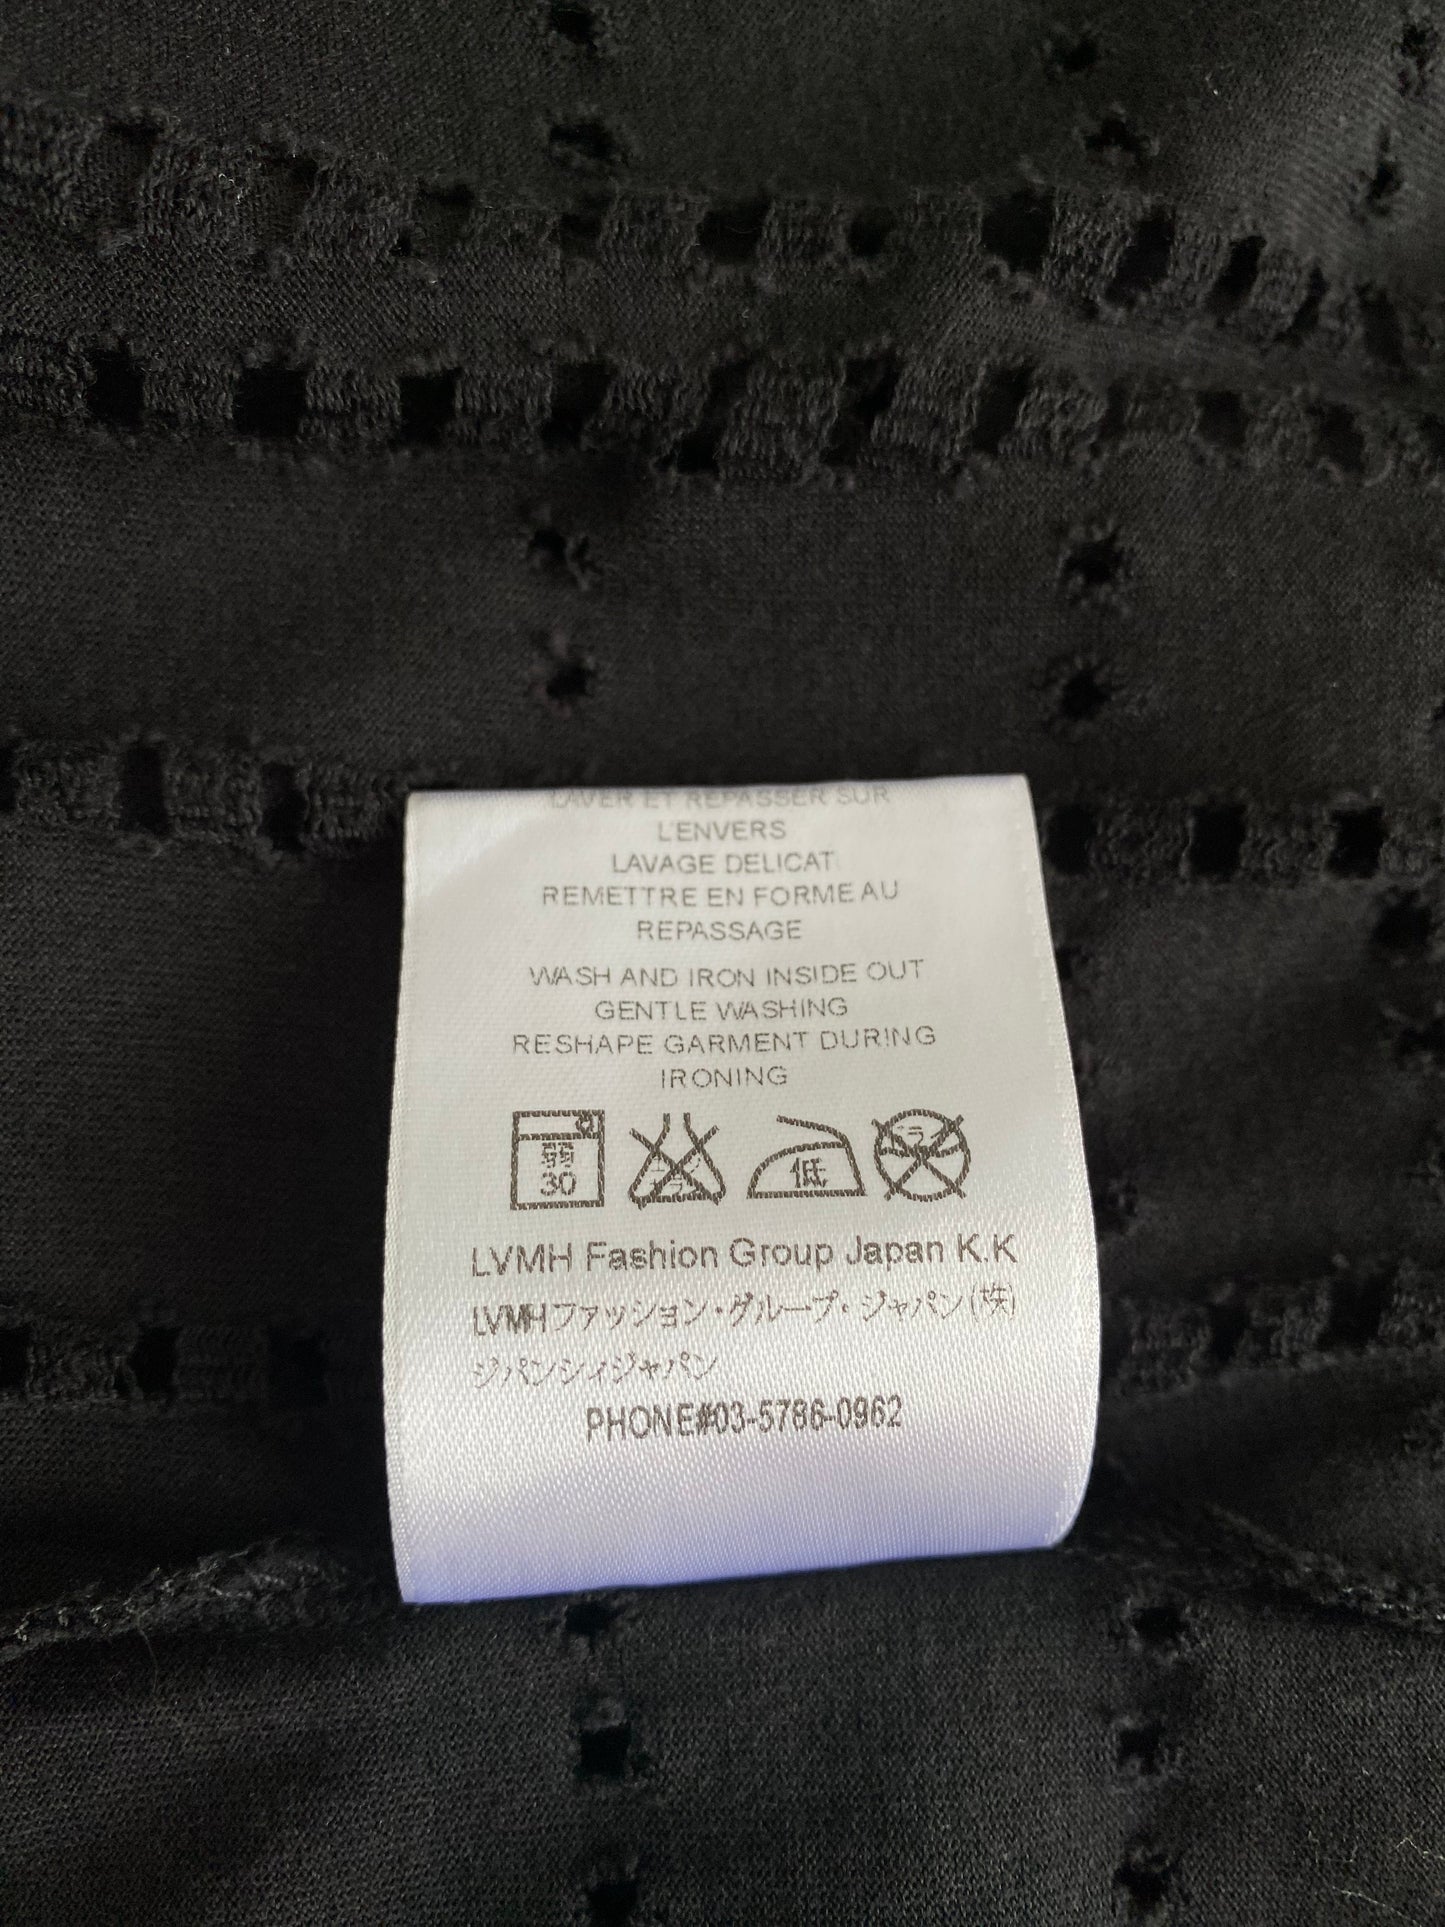 LAVER ET REPASSER SUR
L'ENVERS
LAVAGE DELICAT
REMETTRE EN FORME AU
REPASSAGE
WASH AND IRON INSIDE OUT
GENTLE WASHING
RESHAPE GARMENT DURING
IRONING
弱
30
低
LVMH Fashion Group Japan K.K
LVMHファッション・グループ・ジャパン(株)
ジバンシィジャパン
PHONE#03-5786-0962